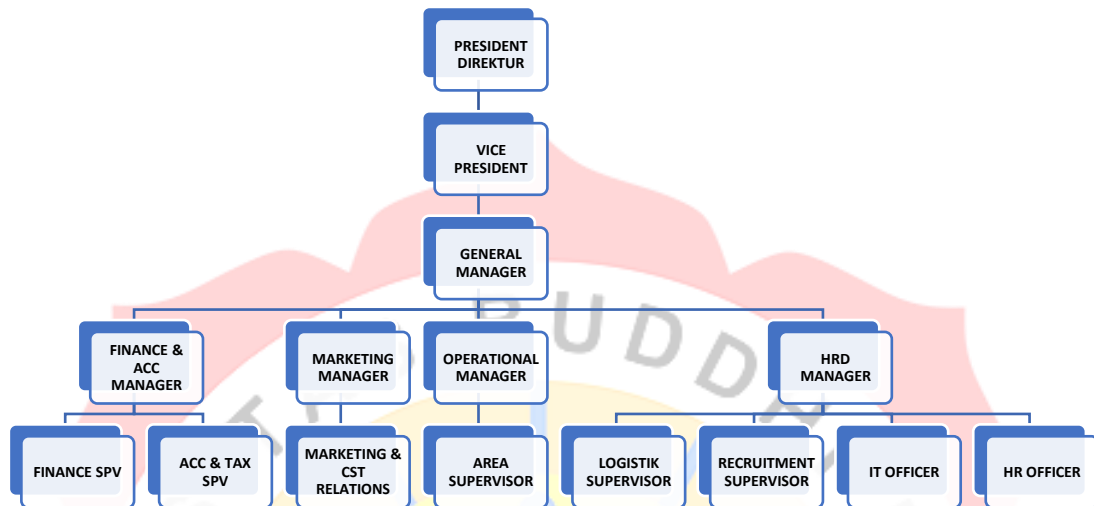 PRESIDENT
DIREKTUR
VICE
PRESIDENT
GENERAL
MANAGER
FINANCE &
ACC
MANAGER
MARKETING
MANAGER
OPERATIONAL
MANAGER
HRD
MANAGER
FINANCE SPV
ACC & TAX
SPV
MARKETING &
CST
RELATIONS
AREA
SUPERVISOR
LOGISTIK
SUPERVISOR
RECRUITMENT
SUPERVISOR
IT OFFICER
HR OFFICER